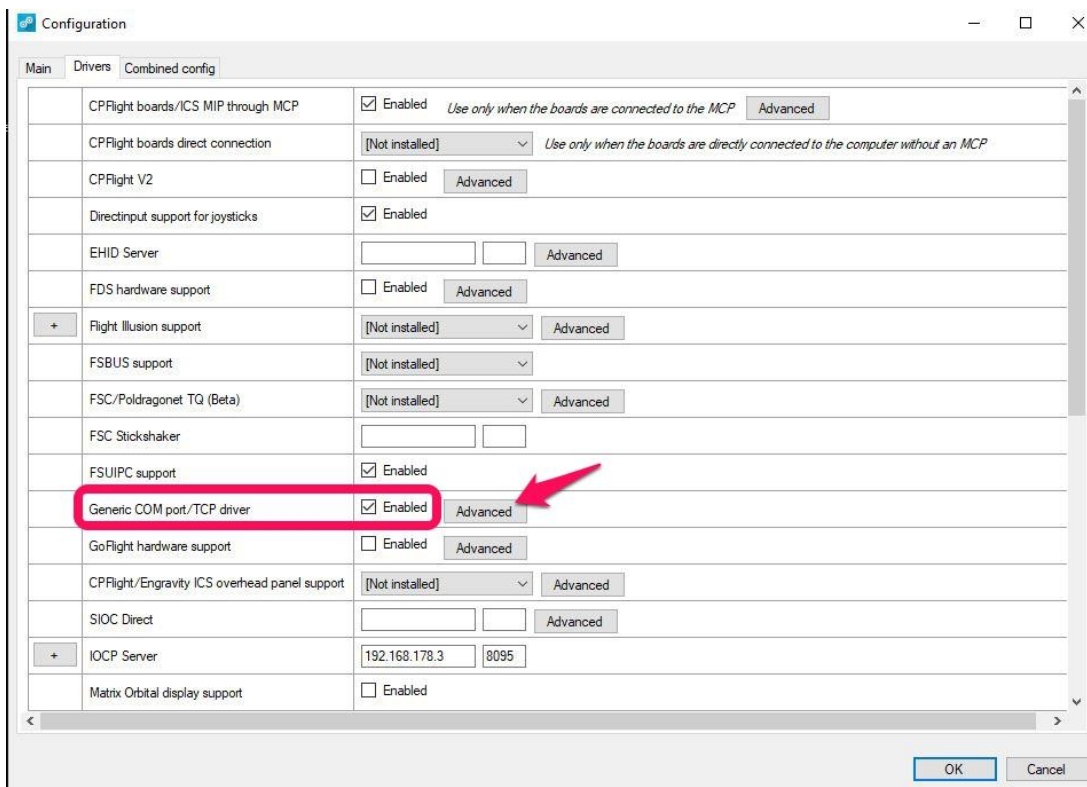 Configuration
Main Drivers Combined config
CPFlight boards/ICS MIP through MCP Enabled Use only when the boards are connected to the MCP Advanced
CPFlight boards direct connection [Not installed] Use only when the boards are directly connected to the computer without an MCP
CPFlight V2 Enabled Advanced
Directinput support for joysticks Enabled
EHID Server Advanced
FDS hardware support Enabled Advanced
+ Flight Illusion support [Not installed] Advanced
FSBUS support [Not installed]
FSC/Poldragonet TQ (Beta) [Not installed] Advanced
FSC Stickshaker
FSUIPC support Enabled
Generic COM port/TCP driver Enabled Advanced
GoFlight hardware support Enabled Advanced
CPFlight/Engravity ICS overhead panel support [Not installed] Advanced
SIOC Direct Advanced
+ IOCP Server 192.168.178.3 8095
Matrix Orbital display support Enabled
OK Cancel